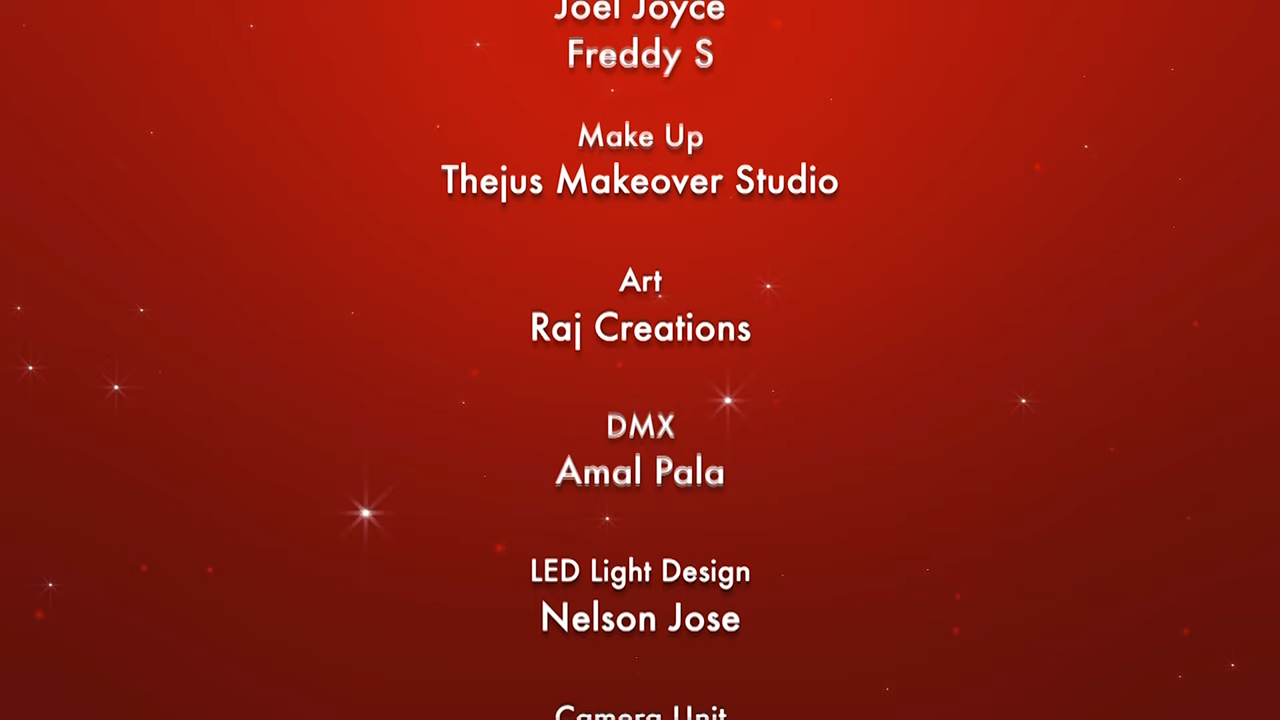 Joel Joyce
Freddy S
Make Up
Thejus Makeover Studio
Art
Raj Creations
DMX
Amal Pala
LED Light Design
Nelson Jose
Camera Unit